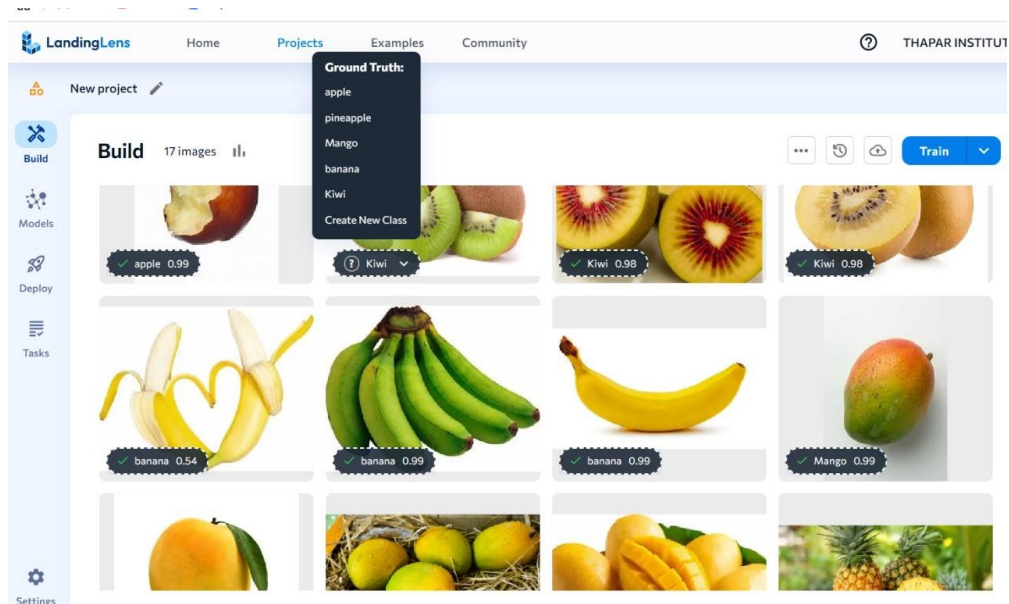 LandingLens Home Projects Examples Community THAPAR INSTITUT
Ground Truth:
apple
pineapple
Mango
banana
Kiwi
Create New Class
New project
Build
Models
Deploy
Tasks
Settings
Build 17 images
Train
apple 0.99
Kiwi
Kiwi 0.98
Kiwi 0.98
banana 0.54
banana 0.99
banana 0.99
Mango 0.99